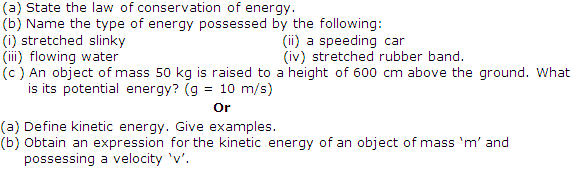 (a) State the law of conservation of energy.
(b) Name the type of energy possessed by the following:
(i) stretched slinky (ii) a speeding car
(iii) flowing water (iv) stretched rubber band.
(c ) An object of mass 50 kg is raised to a height of 600 cm above the ground. What
is its potential energy? (g = 10 m/s)
Or
(a) Define kinetic energy. Give examples.
(b) Obtain an expression for the kinetic energy of an object of mass ‘m’ and
possessing a velocity ‘v’.